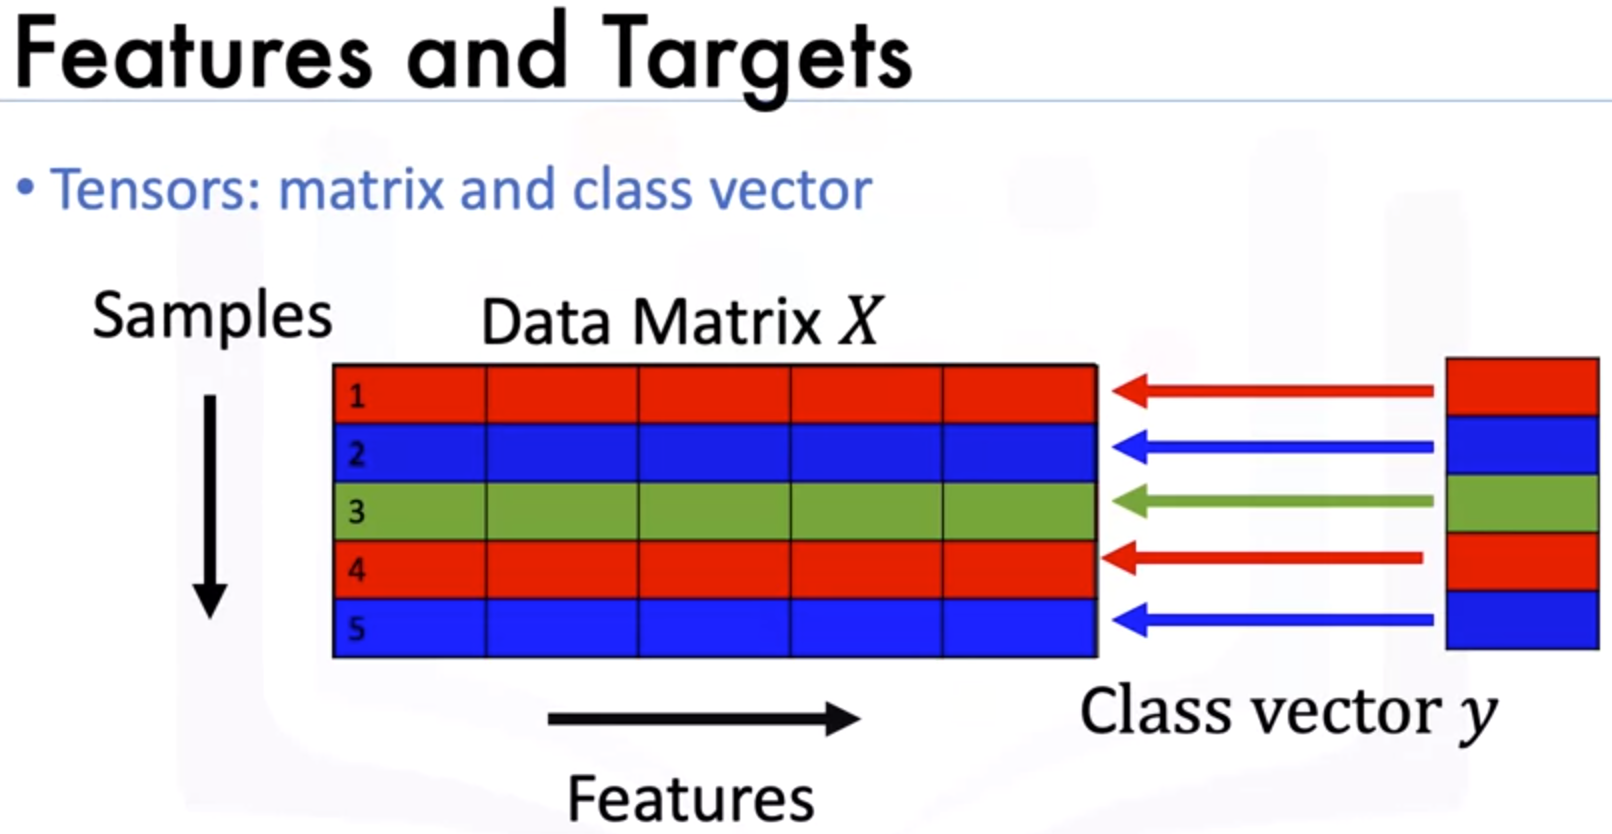 Features and Targets
• Tensors: matrix and class vector
Samples
Data Matrix X
1
2
3
4
5
Class vector y
Features